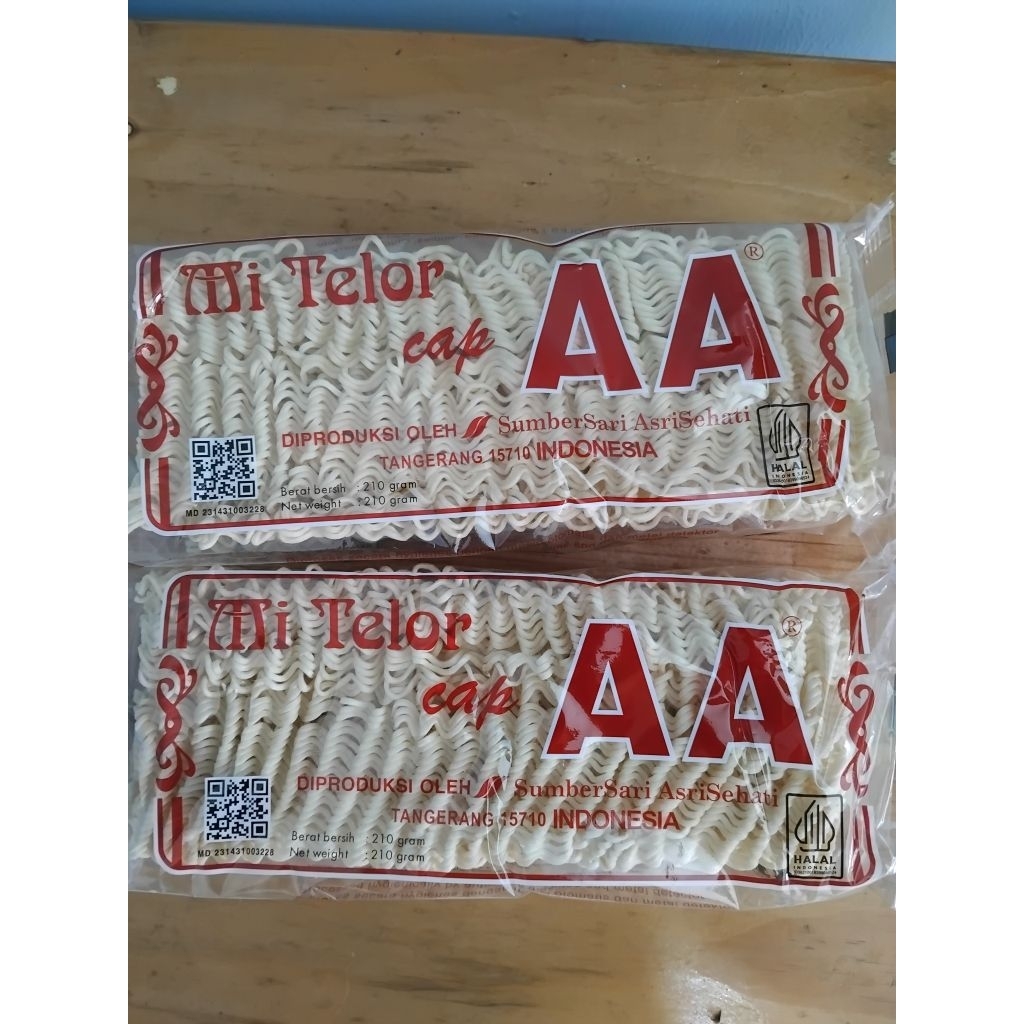 Mi Telor
cap
AA®
DIPRODUKSI OLEH SumberSari AsriSehati
TANGERANG 15710 INDONESIA
Berat bersih : 210 gram
Net weight : 210 gram
MD 231431003228
HALAL
INDONESIA
Mi Telor
cap
AA®
DIPRODUKSI OLEH SumberSari AsriSehati
TANGERANG 15710 INDONESIA
Berat bersih : 210 gram
Net weight : 210 gram
MD 231431003228
HALAL
INDONESIA